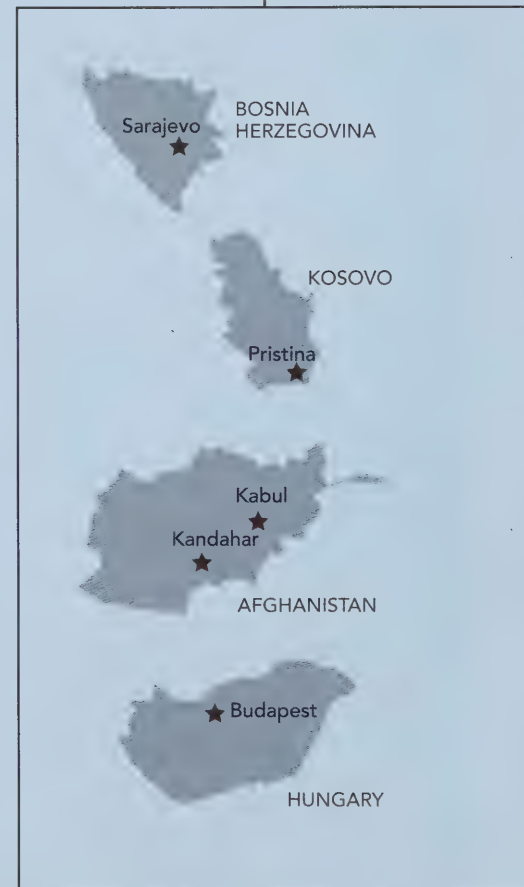 BOSNIA
HERZEGOVINA
Sarajevo
KOSOVO
Pristina
Kabul
Kandahar
AFGHANISTAN
Budapest
HUNGARY